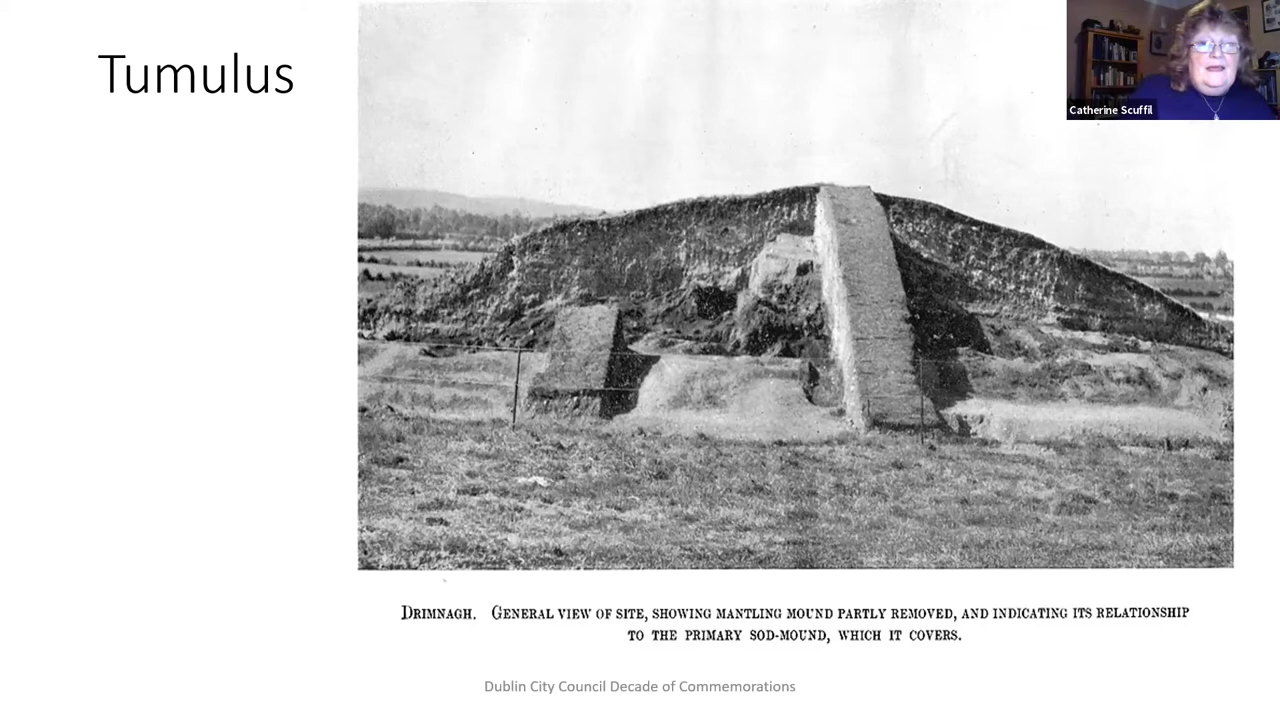 Tumulus
Catherine Scuffil
DRIMNAGH. GENERAL VIEW OF SITE, SHOWING MANTLING MOUND PARTLY REMOVED, AND INDICATING ITS RELATIONSHIP
TO THE PRIMARY SOD-MOUND, WHICH IT COVERS.
Dublin City Council Decade of Commemorations